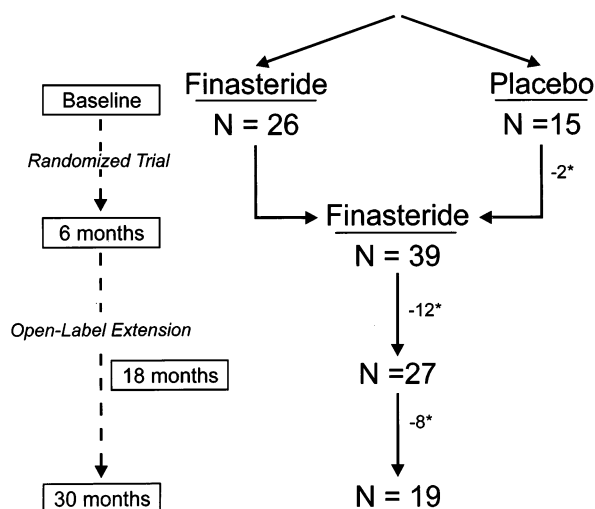 Finasteride
Placebo
Baseline
N = 26
N =15
Randomized Trial
-2*
Finasteride
6 months
N = 39
-12*
Open-Label Extension
18 months
N =27
-8*
30 months
N = 19